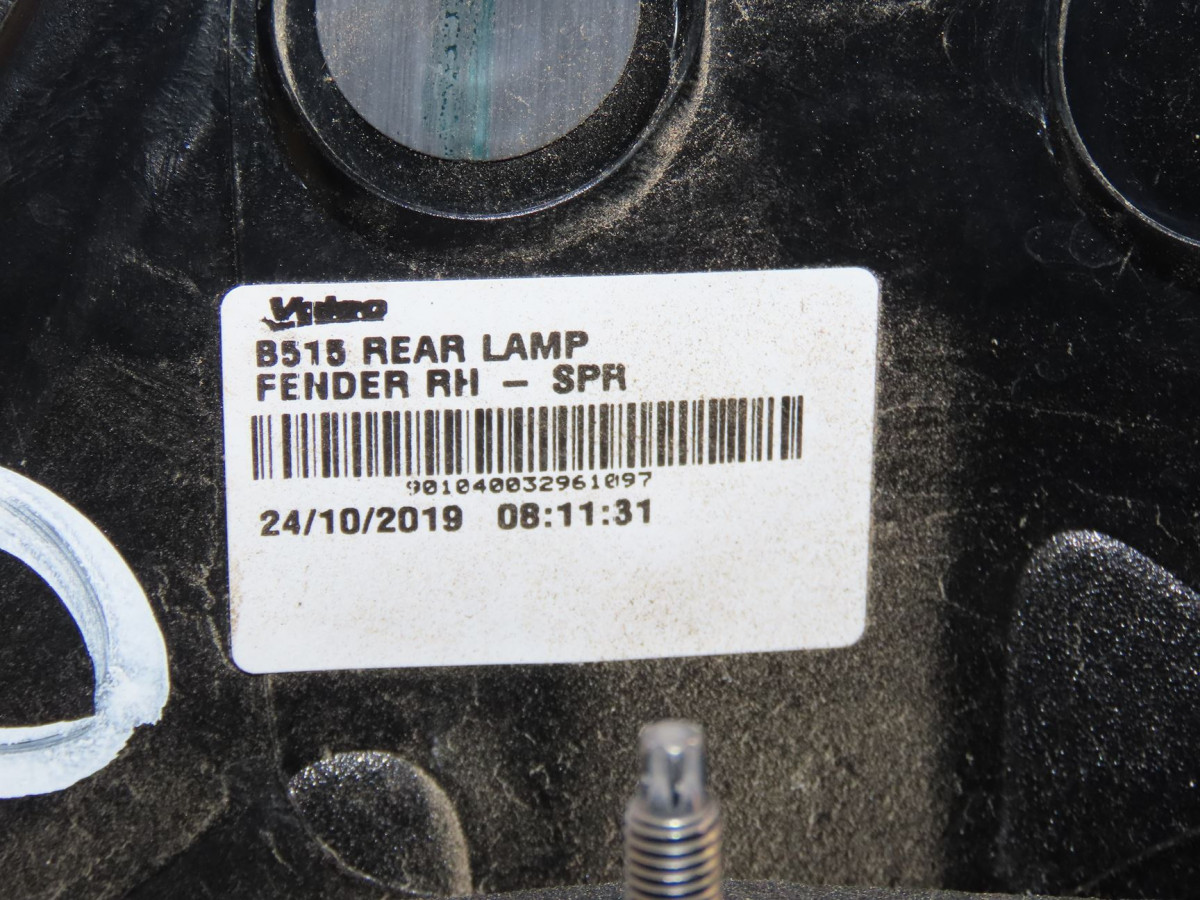 Valeo
B515 REAR LAMP
FENDER RH - SPR
901040032961097
24/10/2019 08:11:31